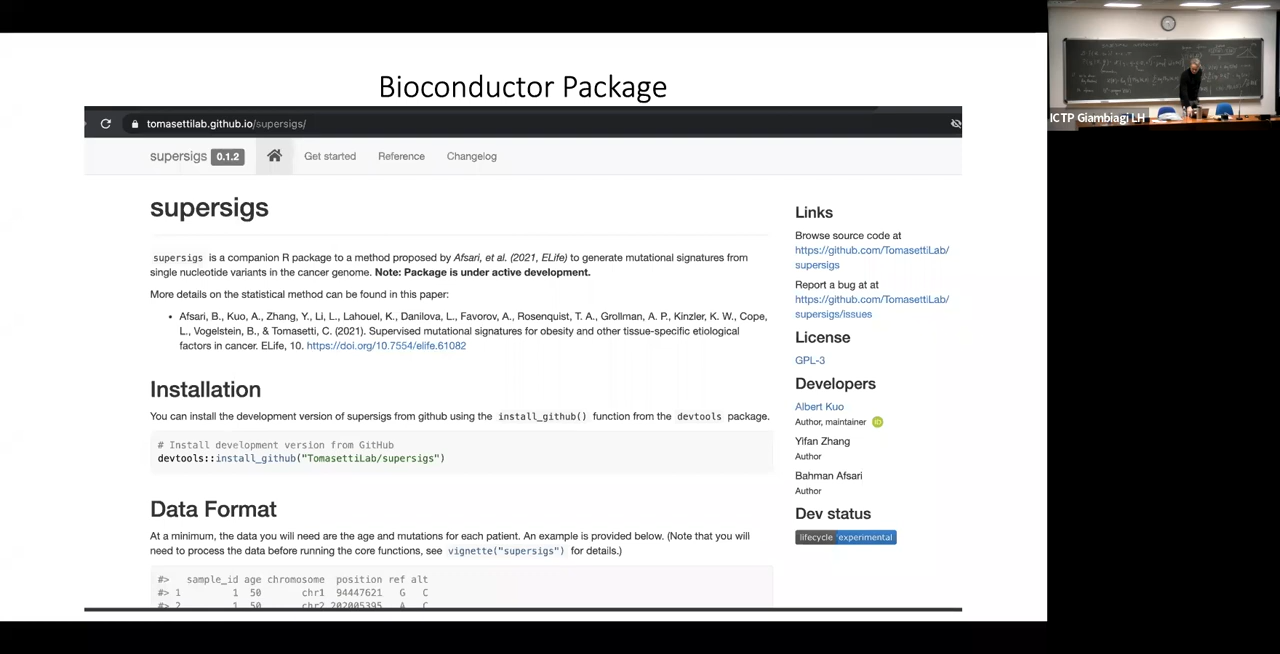 Bioconductor Package
tomasettilab.github.io/supersigs/
supersigs 0.1.2 Get started Reference Changelog
supersigs
supersigs is a companion R package to a method proposed by Afsari, et al. (2021, ELife) to generate mutational signatures from
single nucleotide variants in the cancer genome. Note: Package is under active development.
More details on the statistical method can be found in this paper:
• Afsari, B., Kuo, A., Zhang, Y., Li, L., Lahouel, K., Danilova, L., Favorov, A., Rosenquist, T. A., Grollman, A. P., Kinzler, K. W., Cope,
L., Vogelstein, B., & Tomasetti, C. (2021). Supervised mutational signatures for obesity and other tissue-specific etiological
factors in cancer. ELife, 10. https://doi.org/10.7554/elife.61082
Installation
You can install the development version of supersigs from github using the install_github() function from the devtools package.
# Install development version from GitHub
devtools::install_github("TomasettiLab/supersigs")
Data Format
At a minimum, the data you will need are the age and mutations for each patient. An example is provided below. (Note that you will
need to process the data before running the core functions, see vignette("supersigs") for details.)
#> sample_id age chromosome position ref alt
#> 1 1 50 chr1 94447621 G C
#> 2 1 50 chr2 202005395 A C
Links
Browse source code at
https://github.com/TomasettiLab/
supersigs
Report a bug at at
https://github.com/TomasettiLab/
supersigs/issues
License
GPL-3
Developers
Albert Kuo
Author, maintainer iD
Yifan Zhang
Author
Bahman Afsari
Author
Dev status
lifecycle experimental
ICTP Giambiagi LH